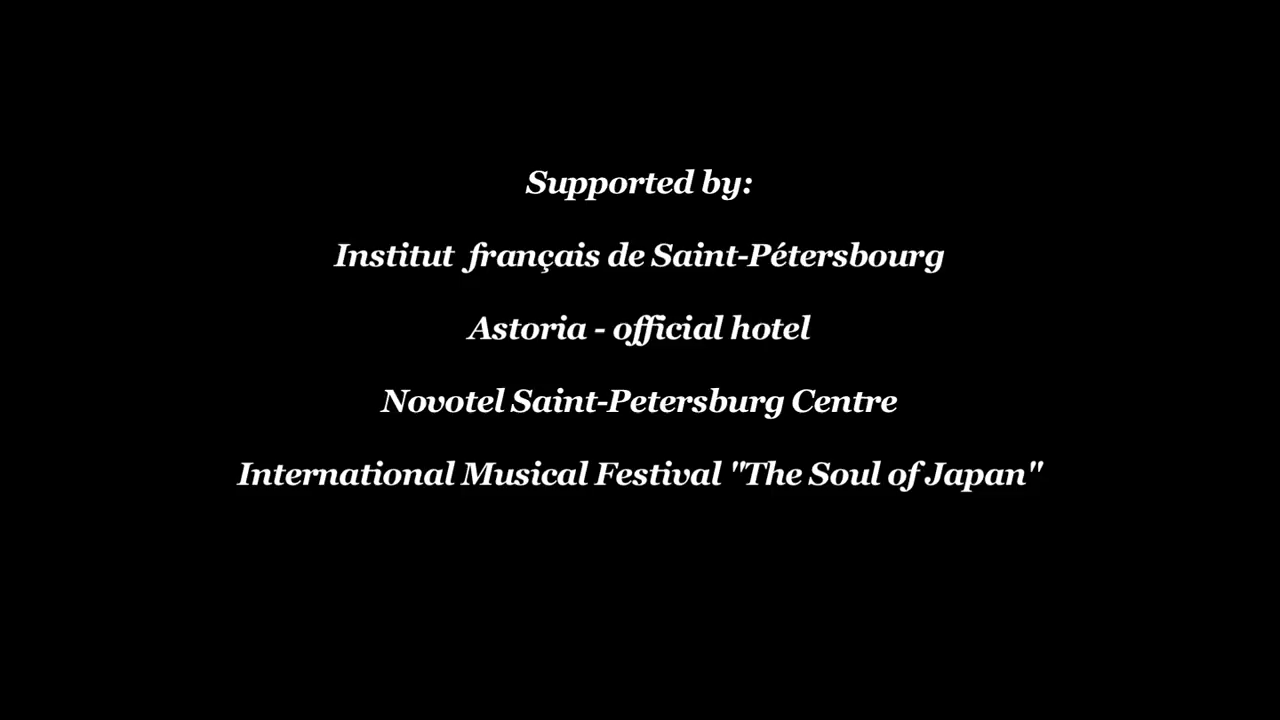 Supported by:
Institut français de Saint-Pétersbourg
Astoria - official hotel
Novotel Saint-Petersburg Centre
International Musical Festival "The Soul of Japan"